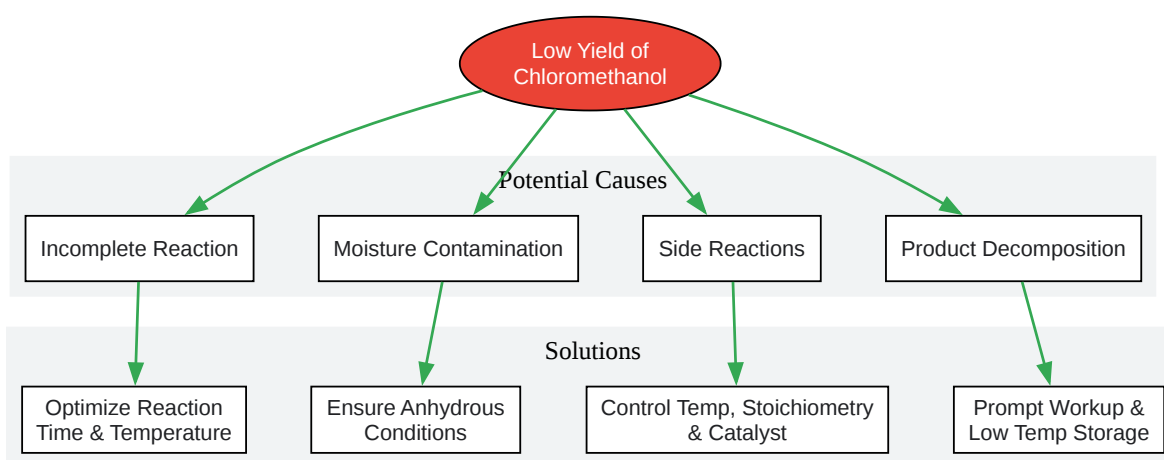 Low Yield of
Chloromethanol
Potential Causes
Incomplete Reaction
Moisture Contamination
Side Reactions
Product Decomposition
Solutions
Optimize Reaction
Time & Temperature
Ensure Anhydrous
Conditions
Control Temp, Stoichiometry
& Catalyst
Prompt Workup &
Low Temp Storage